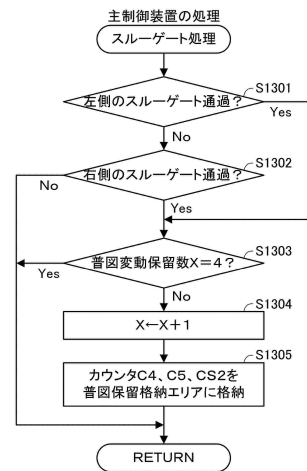 主制御装置の処理
スルーゲート処理
S1301
左側のスルーゲート通過？
Yes
No
S1302
右側のスルーゲート通過？
No
Yes
S1303
普図変動保留数X＝4？
Yes
No
S1304
X←X＋1
S1305
カウンタC4、C5、CS2を
普図保留格納エリアに格納
RETURN